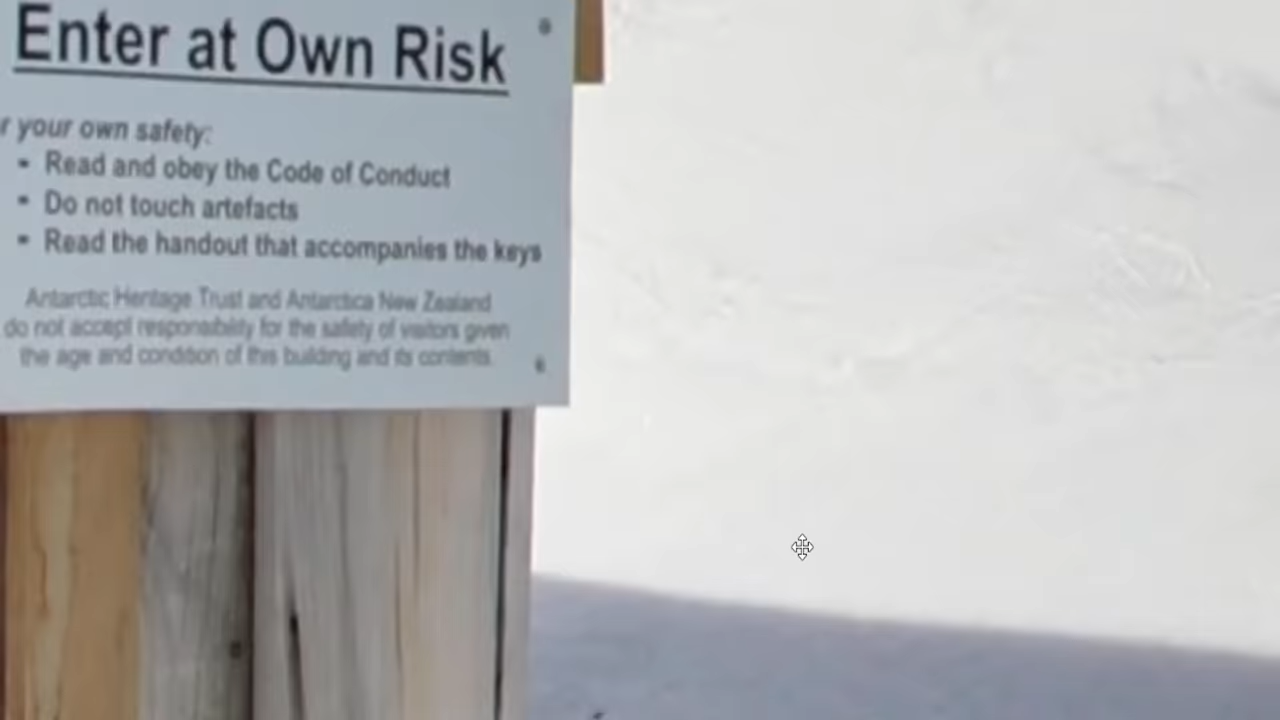 Enter at Own Risk
r your own safety:
▪ Read and obey the Code of Conduct
▪ Do not touch artefacts
▪ Read the handout that accompanies the keys
Antarctic Heritage Trust and Antarctica New Zealand
do not accept responsibility for the safety of visitors given
the age and condition of this building and its contents.